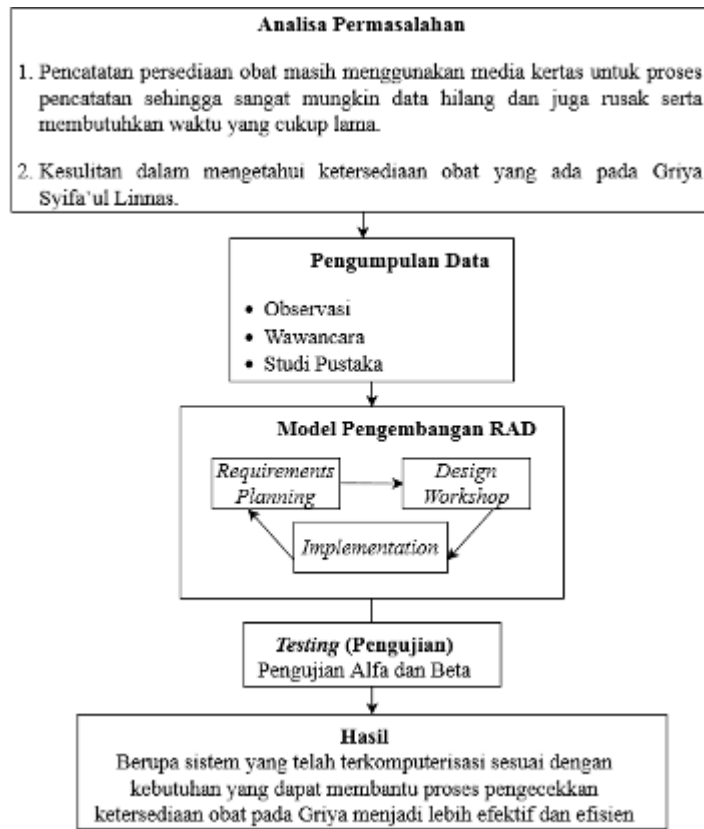 Analisa Permasalahan
1. Pencatatan persediaan obat masih menggunakan media kertas untuk proses
pencatatan sehingga sangat mungkin data hilang dan juga rusak serta
membutuhkan waktu yang cukup lama.
2. Kesulitan dalam mengetahui ketersediaan obat yang ada pada Griya
Syifa'ul Linnas.
Pengumpulan Data
• Observasi
• Wawancara
• Studi Pustaka
Model Pengembangan RAD
Requirements
Planning
Design
Workshop
Implementation
Testing (Pengujian)
Pengujian Alfa dan Beta
Hasil
Berupa sistem yang telah terkomputerisasi sesuai dengan
kebutuhan yang dapat membantu proses pengecekkan
ketersediaan obat pada Griya menjadi lebih efektif dan efisien